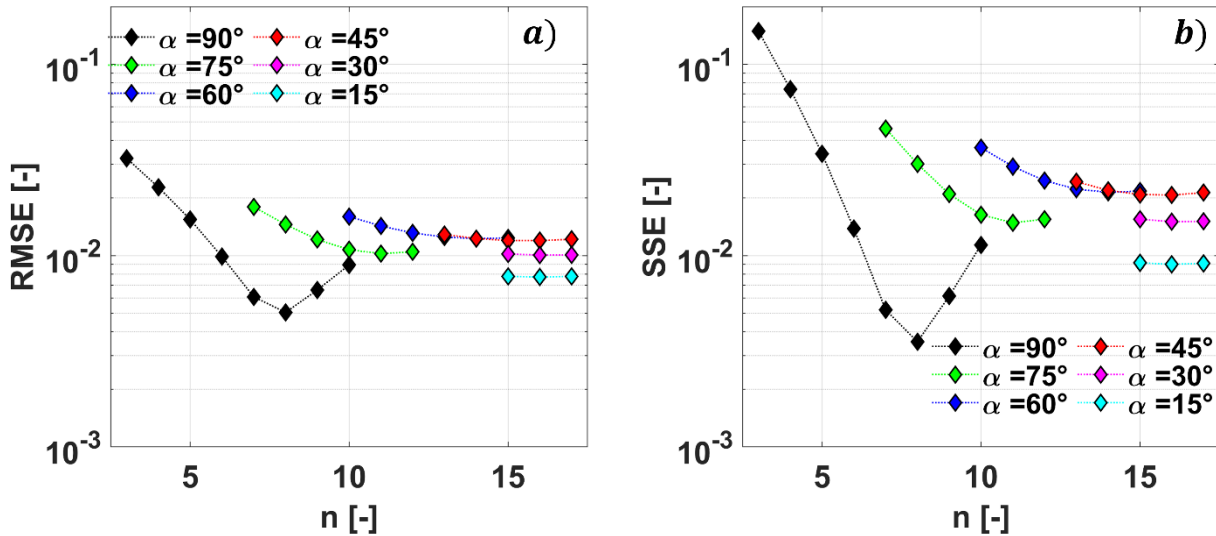 a)
α =90° α =45°
α =75° α =30°
α =60° α =15°
RMSE [-]
10⁻¹
10⁻²
10⁻³
5 10 15
n [-]
b)
α =90° α =45°
α =75° α =30°
α =60° α =15°
SSE [-]
10⁻¹
10⁻²
10⁻³
5 10 15
n [-]